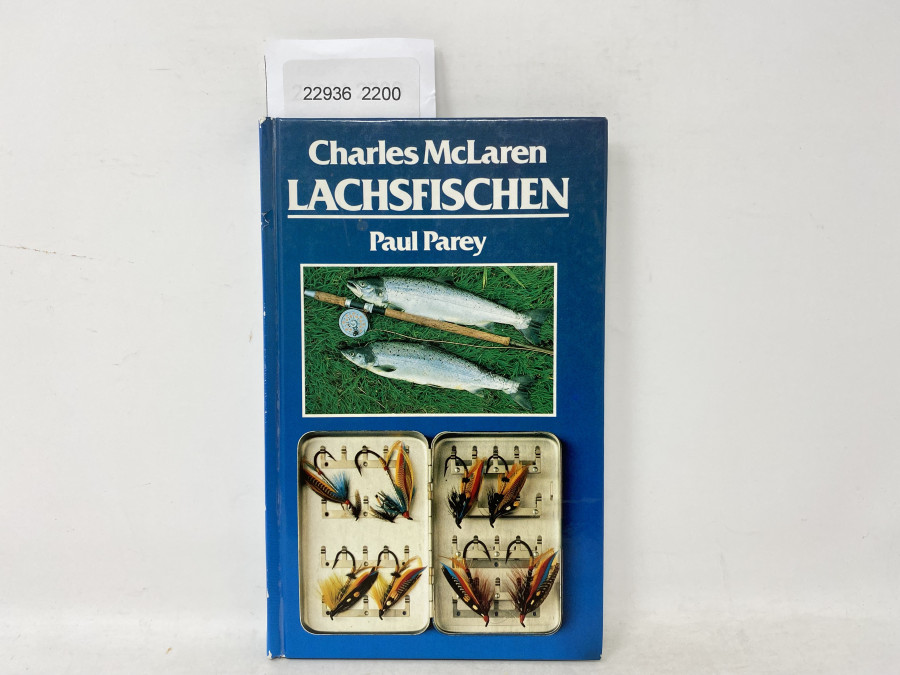 22936 2200
Charles McLaren
LACHSFISCHEN
Paul Parey